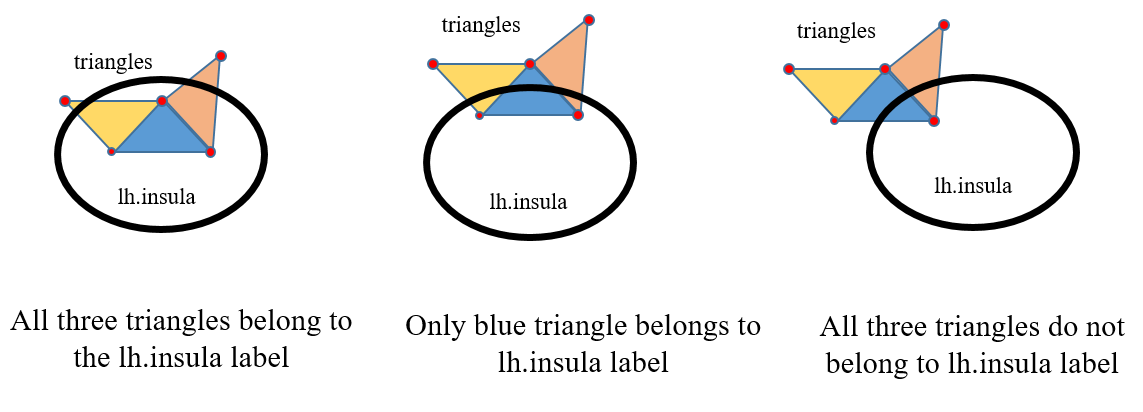 triangles
lh.insula
All three triangles belong to
the lh.insula label
triangles
lh.insula
Only blue triangle belongs to
lh.insula label
triangles
lh.insula
All three triangles do not
belong to lh.insula label